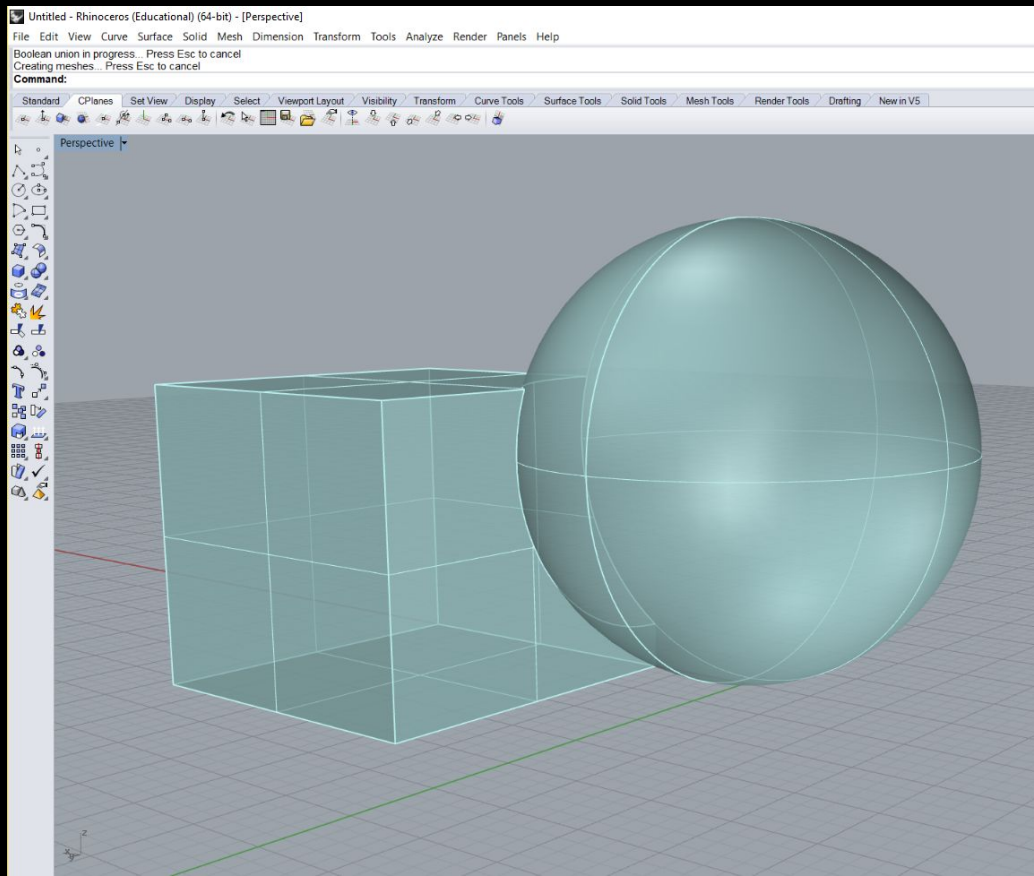 Untitled - Rhinoceros (Educational) (64-bit) - [Perspective]
File Edit View Curve Surface Solid Mesh Dimension Transform Tools Analyze Render Panels Help
Boolean union in progress... Press Esc to cancel
Creating meshes... Press Esc to cancel
Command:
Standard CPlanes Set View Display Select Viewport Layout Visibility Transform Curve Tools Surface Tools Solid Tools Mesh Tools Render Tools Drafting New in V5
Perspective
z
x y